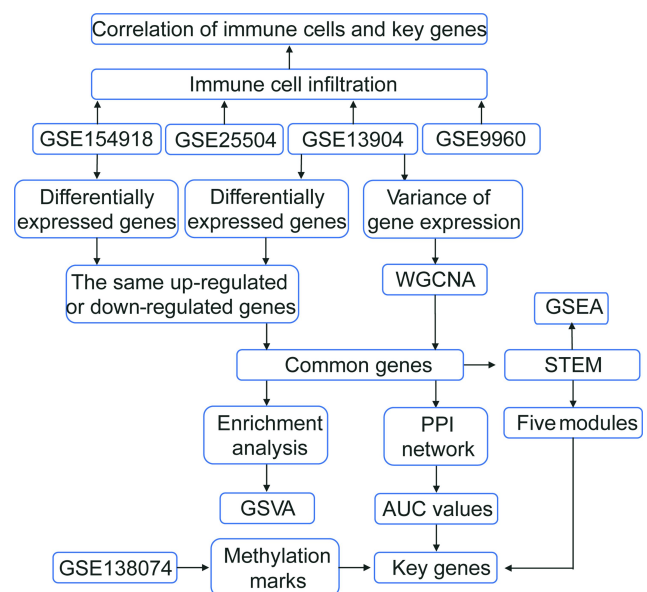 Correlation of immune cells and key genes
Immune cell infiltration
GSE154918
GSE25504
GSE13904
GSE9960
Differentially
expressed genes
Differentially
expressed genes
Variance of
gene expression
The same up-regulated
or down-regulated genes
WGCNA
GSEA
Common genes
STEM
Enrichment
analysis
PPI
network
Five modules
GSVA
AUC values
GSE138074
Methylation
marks
Key genes